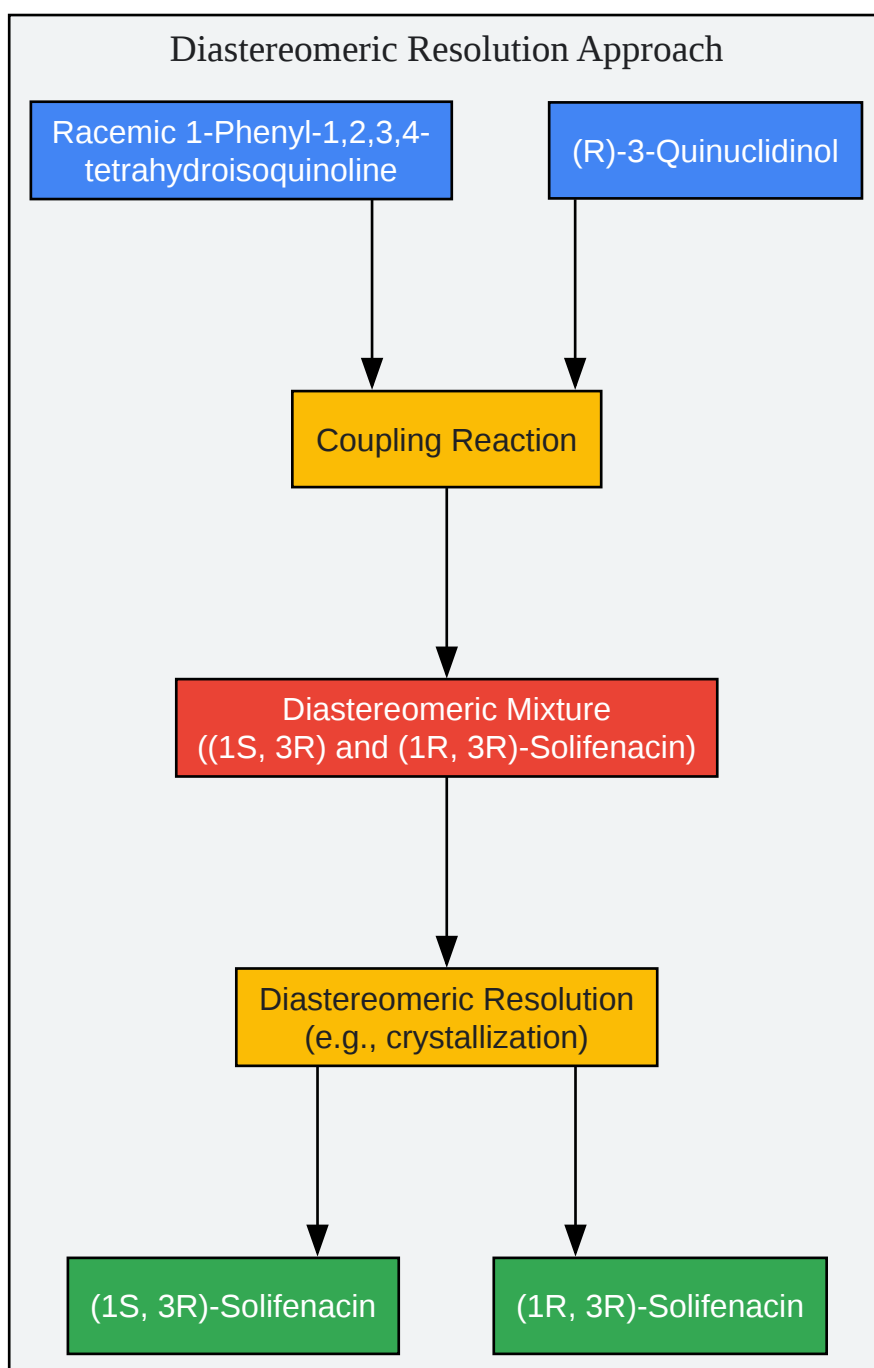 Diastereomeric Resolution Approach
Racemic 1-Phenyl-1,2,3,4-
tetrahydroisoquinoline
(R)-3-Quinuclidinol
Coupling Reaction
Diastereomeric Mixture
((1S, 3R) and (1R, 3R)-Solifenacin)
Diastereomeric Resolution
(e.g., crystallization)
(1S, 3R)-Solifenacin
(1R, 3R)-Solifenacin